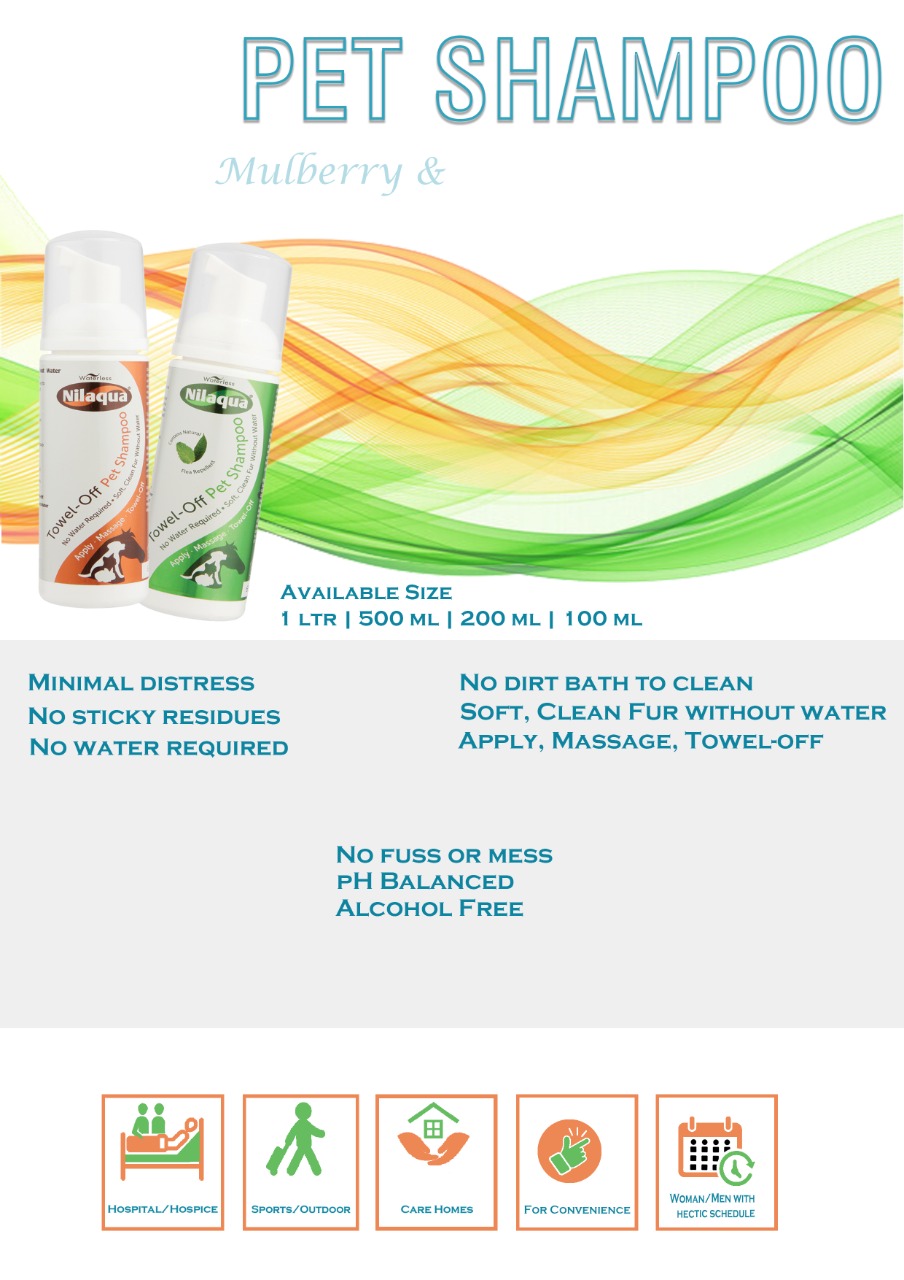 PET SHAMPOO
Mulberry &
Waterless
Nilaqua
Towel-Off Pet Shampoo
No Water Required • Soft, Clean Fur Without Water
Apply · Massage · Towel-Off
Waterless
Nilaqua
Contains Natural
Flea Repellent
Towel-Off Pet Shampoo
No Water Required • Soft, Clean Fur Without Water
Apply · Massage · Towel-Off
AVAILABLE SIZE
1 LTR | 500 ML | 200 ML | 100 ML
MINIMAL DISTRESS
NO STICKY RESIDUES
NO WATER REQUIRED
NO DIRT BATH TO CLEAN
SOFT, CLEAN FUR WITHOUT WATER
APPLY, MASSAGE, TOWEL-OFF
NO FUSS OR MESS
pH BALANCED
ALCOHOL FREE
HOSPITAL/HOSPICE
SPORTS/OUTDOOR
CARE HOMES
FOR CONVENIENCE
WOMAN/MEN WITH
HECTIC SCHEDULE